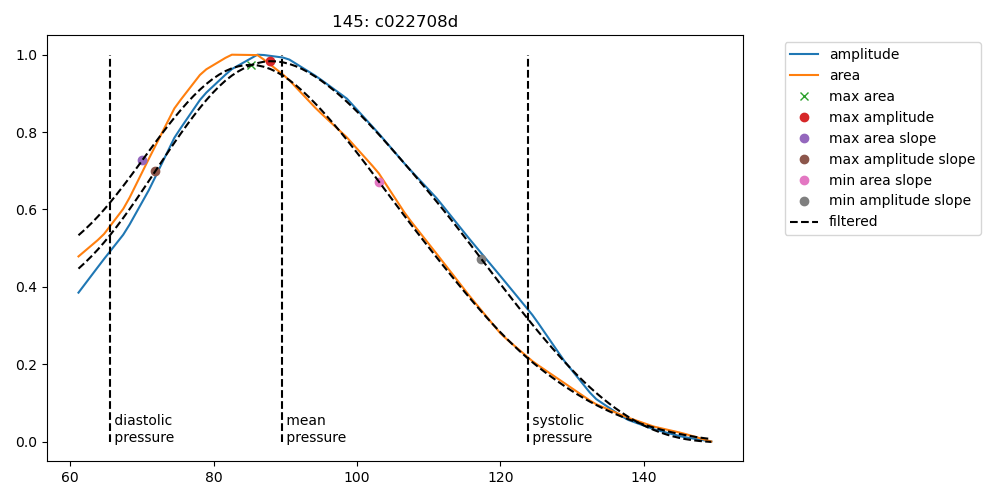 145: c022708d
1.0
0.8
0.6
0.4
0.2
0.0
diastolic
pressure
mean
pressure
systolic
pressure
60
80
100
120
140
amplitude
area
max area
max amplitude
max area slope
max amplitude slope
min area slope
min amplitude slope
filtered